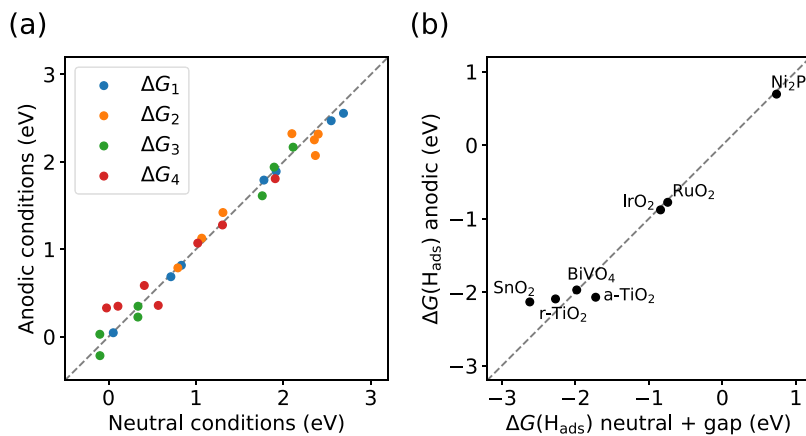 (a)
Anodic conditions (eV)
3
2
1
0
ΔG₁
ΔG₂
ΔG₃
ΔG₄
0 1 2 3
Neutral conditions (eV)
(b)
ΔG(H_ads) anodic (eV)
1
0
−1
−2
−3
Ni₂P
RuO₂
IrO₂
BiVO₄
SnO₂
a-TiO₂
r-TiO₂
−3 −2 −1 0 1
ΔG(H_ads) neutral + gap (eV)